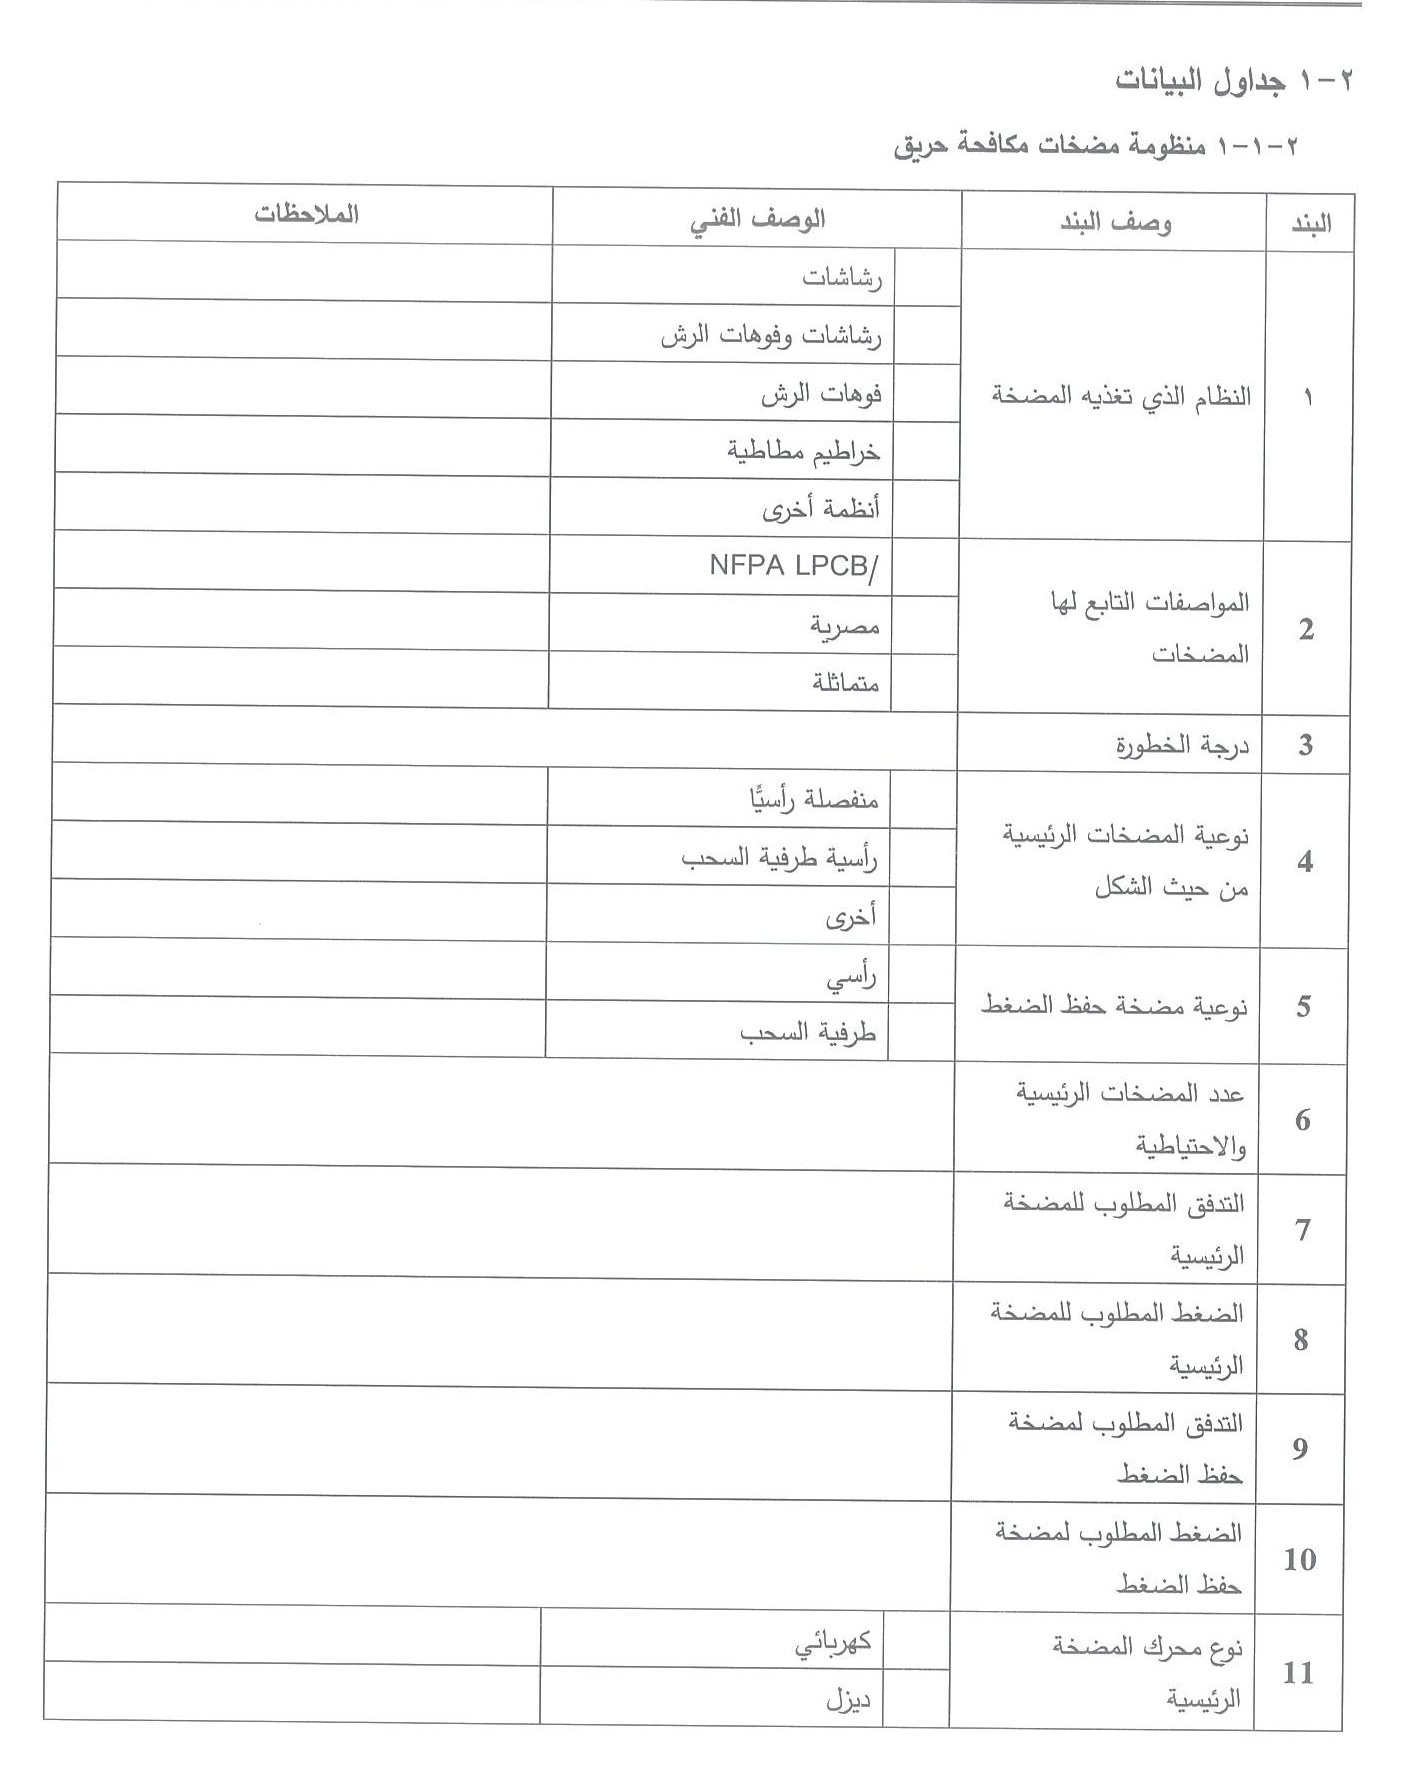 ٢-١ جداول البيانات
٢-١-١ منظومة مضخات مكافحة حريق
البند
وصف البند
الوصف الفني
الملاحظات
١
النظام الذي تغذيه المضخة
رشاشات
رشاشات وفوهات الرش
فوهات الرش
خراطيم مطاطية
أنظمة أخرى
2
المواصفات التابع لها
المضخات
NFPA LPCB/
مصرية
متماثلة
3
درجة الخطورة
4
نوعية المضخات الرئيسية
من حيث الشكل
منفصلة رأسيًّا
رأسية طرفية السحب
أخرى
5
نوعية مضخة حفظ الضغط
رأسي
طرفية السحب
6
عدد المضخات الرئيسية
والاحتياطية
7
التدفق المطلوب للمضخة
الرئيسية
8
الضغط المطلوب للمضخة
الرئيسية
9
التدفق المطلوب لمضخة
حفظ الضغط
10
الضغط المطلوب لمضخة
حفظ الضغط
11
نوع محرك المضخة
الرئيسية
كهربائي
ديزل